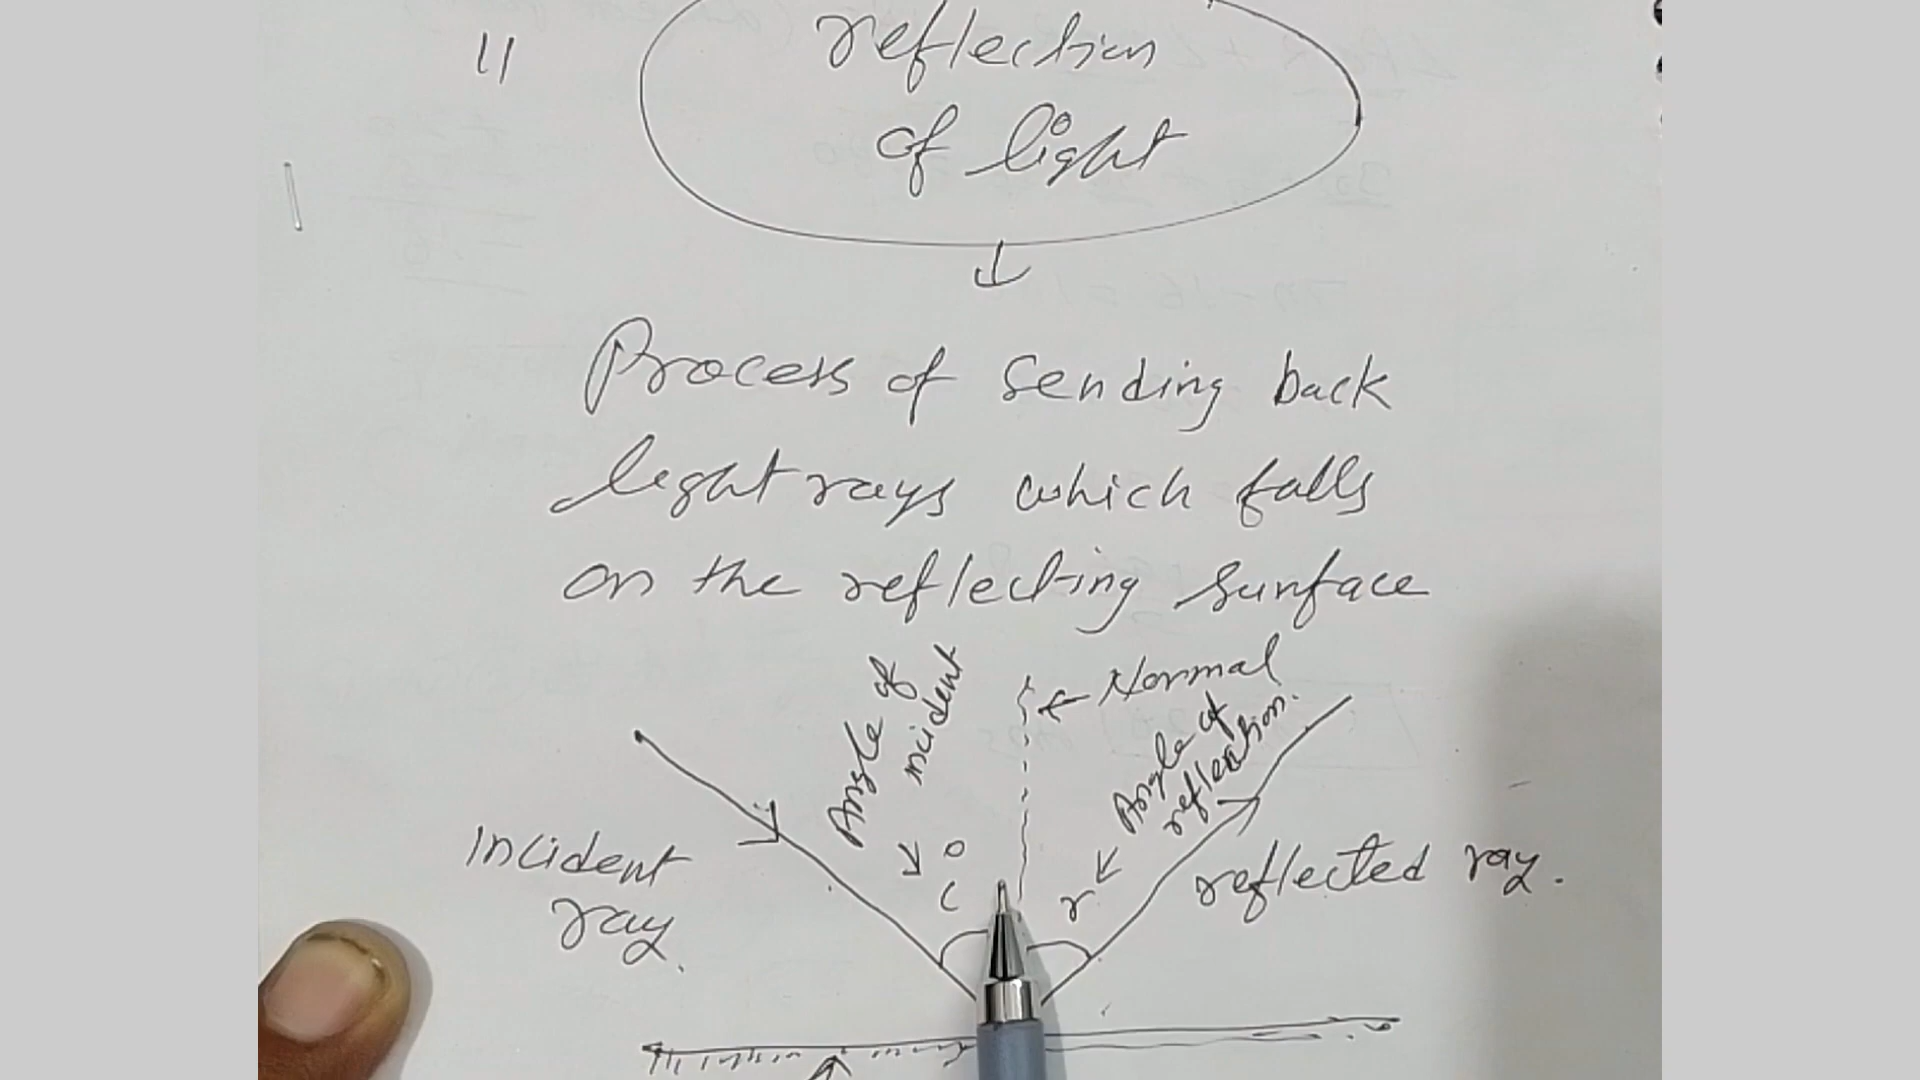 11
reflection
of light
Process of sending back
light rays which falls
on the reflecting surface
Normal
Angle of
incident
Angle of
reflection.
incident
ray.
i
r
reflected ray.